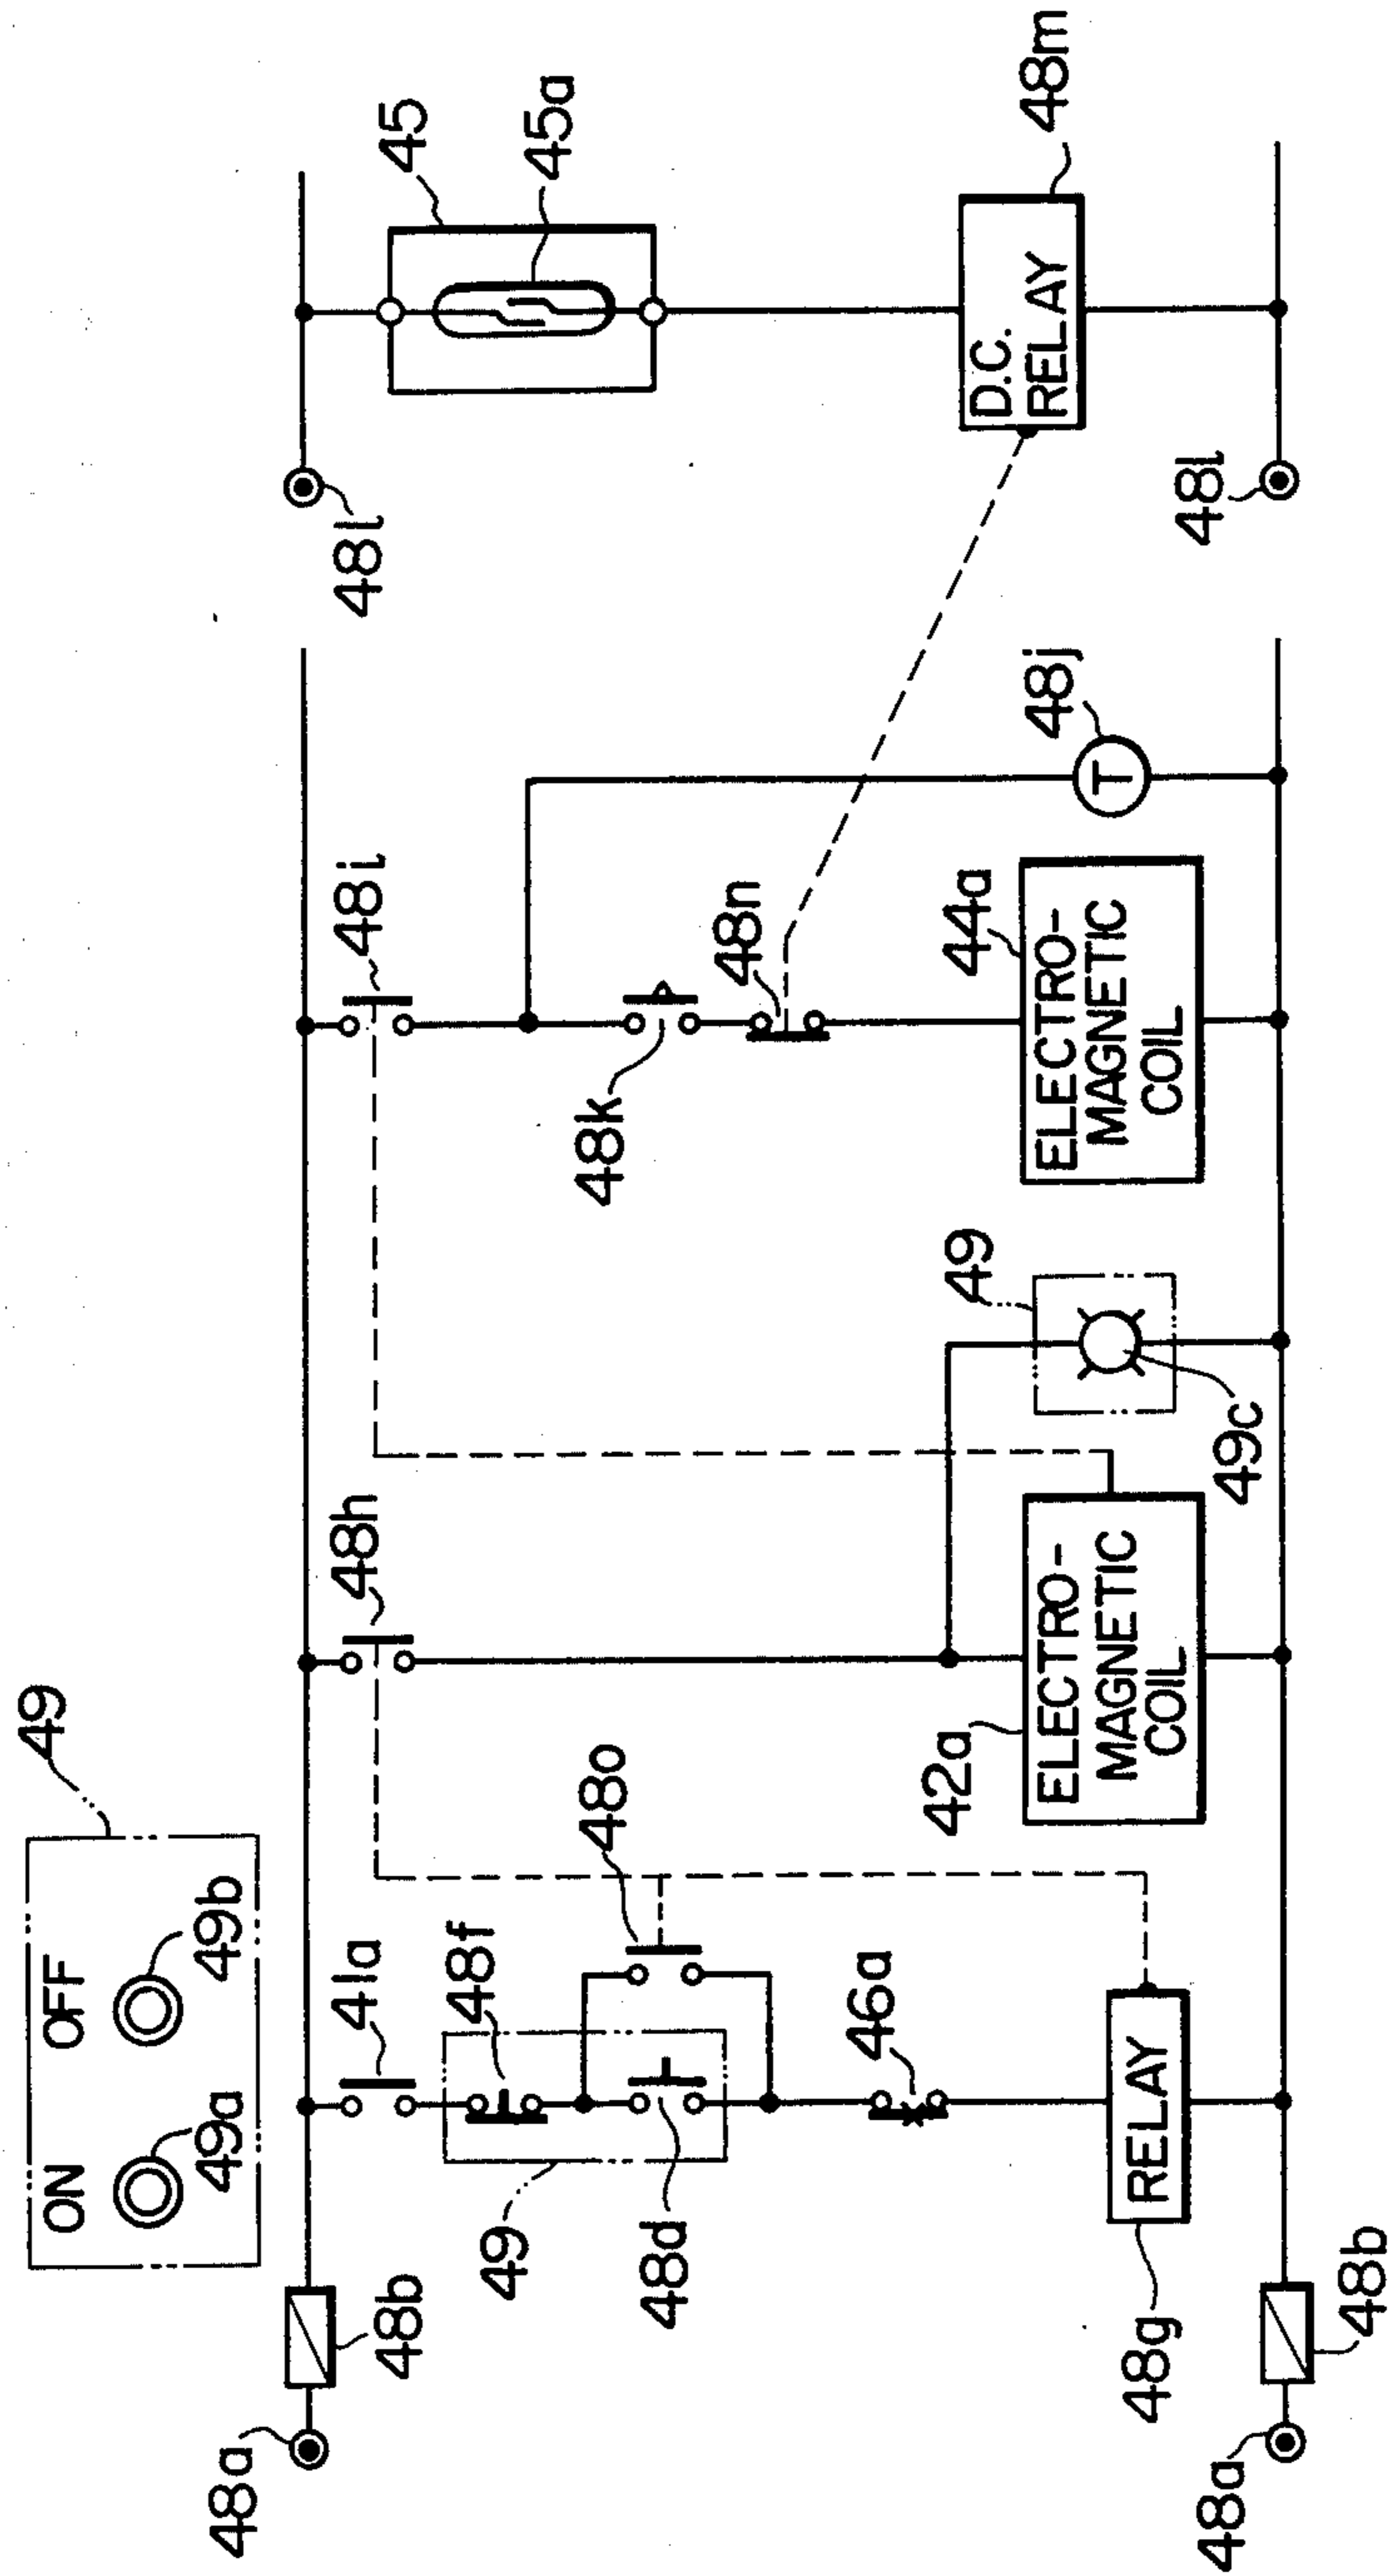 49
ON
OFF
49a
49b
48a
48b
41a
48f
49
48d
48o
46a
RELAY
48g
48a
48b
48h
42a
ELECTRO-
MAGNETIC
COIL
49
49c
48i
48k
48n
44a
ELECTRO-
MAGNETIC
COIL
48j
T
48l
45
45a
D.C.
RELAY
48m
48l